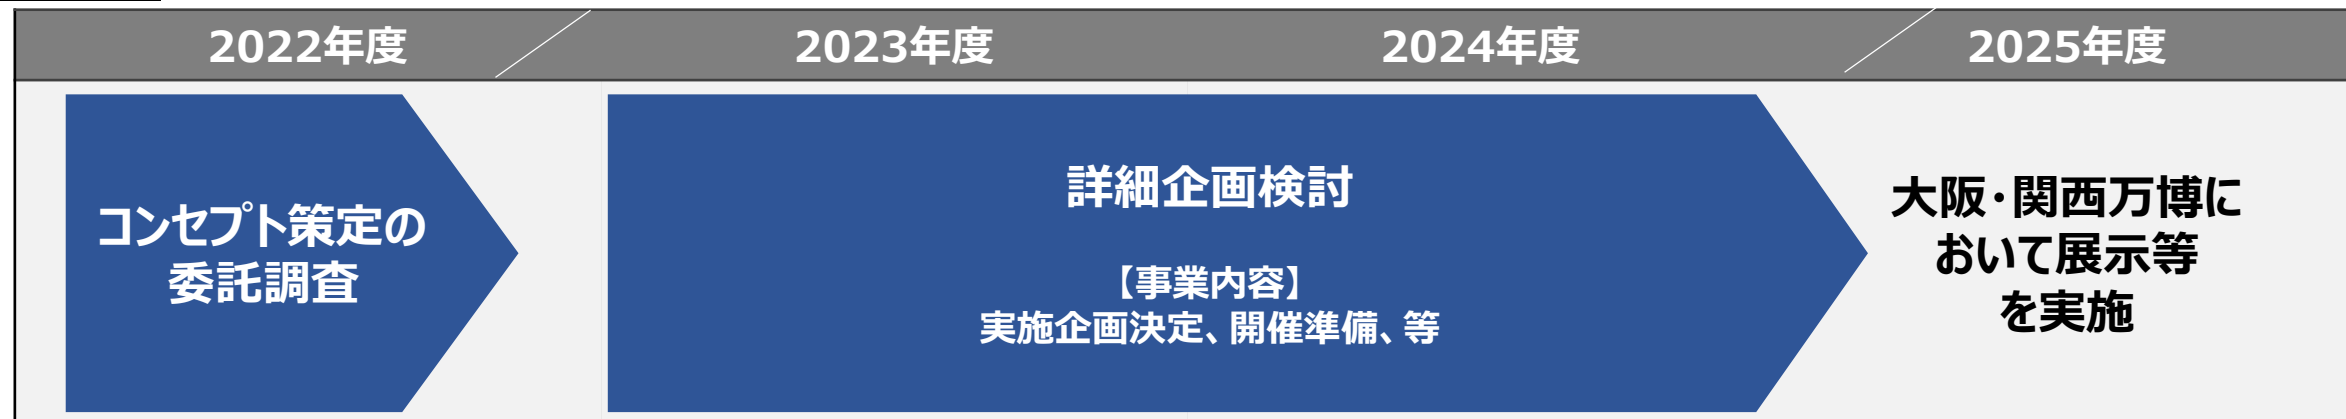 2022年度 2023年度 2024年度 2025年度
コンセプト策定の
委託調査
詳細企画検討
【事業内容】
実施企画決定、開催準備、等
大阪・関西万博に
おいて展示等
を実施